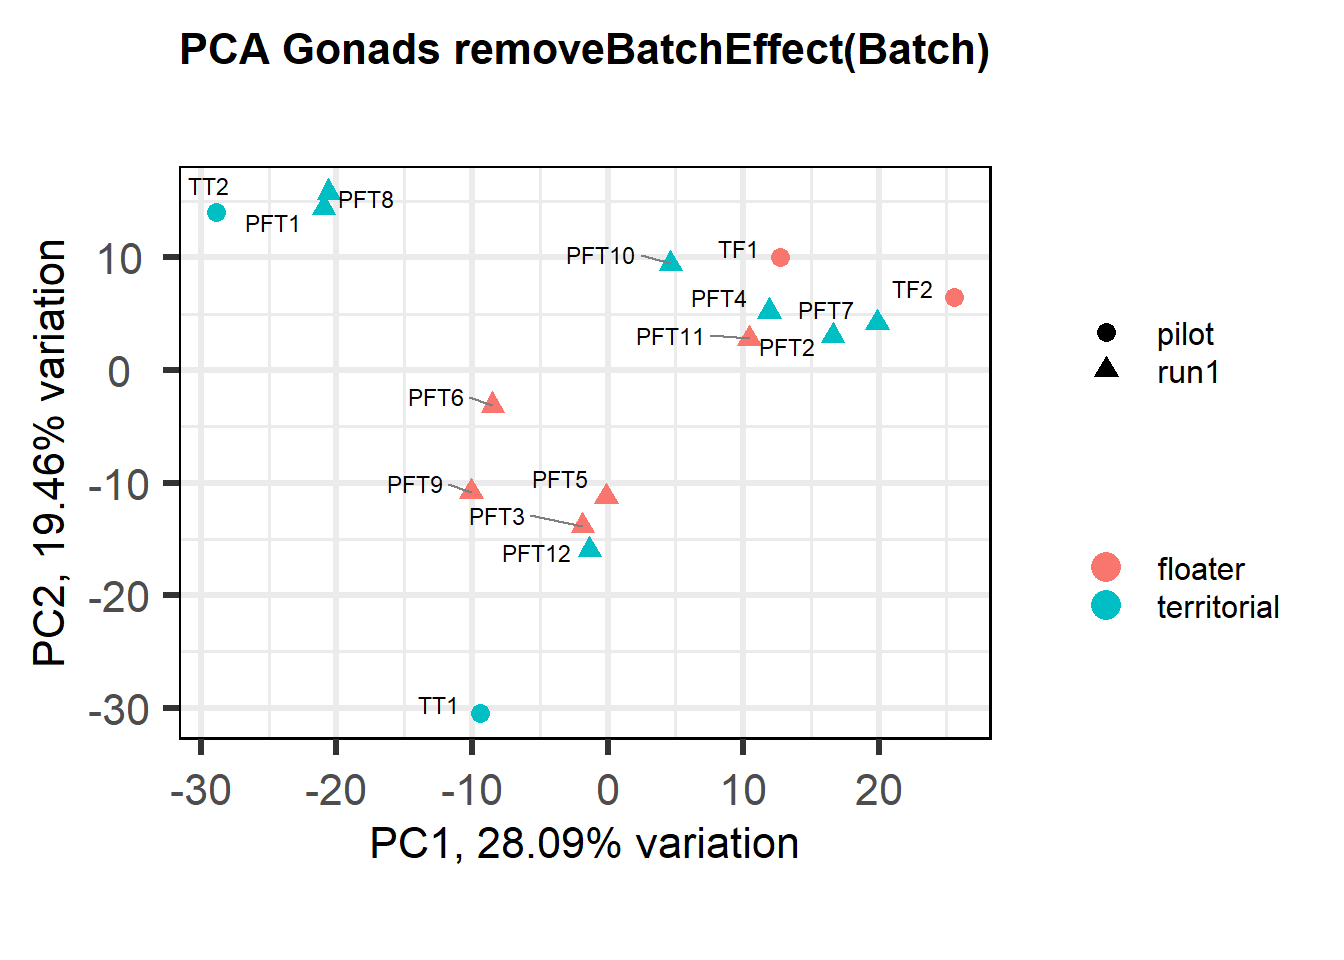 PCA Gonads removeBatchEffect(Batch)
TT2
PFT8
PFT1
PFT10
TF1
TF2
PFT4
PFT7
PFT11
PFT2
PFT6
PFT9
PFT5
PFT3
PFT12
TT1
10
0
-10
-20
-30
PC2, 19.46% variation
-30
-20
-10
0
10
20
PC1, 28.09% variation
pilot
run1
floater
territorial